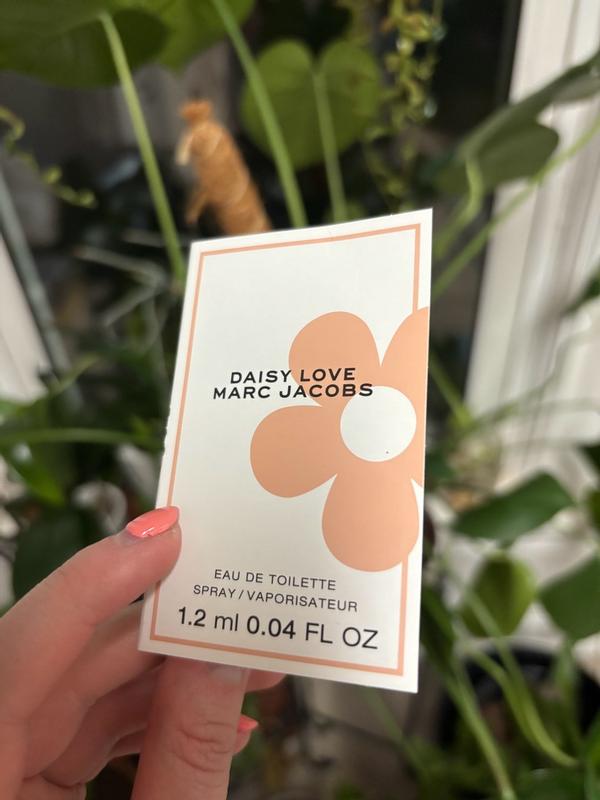 DAISY LOVE
MARC JACOBS
EAU DE TOILETTE
SPRAY / VAPORISATEUR
1.2 ml 0.04 FL OZ